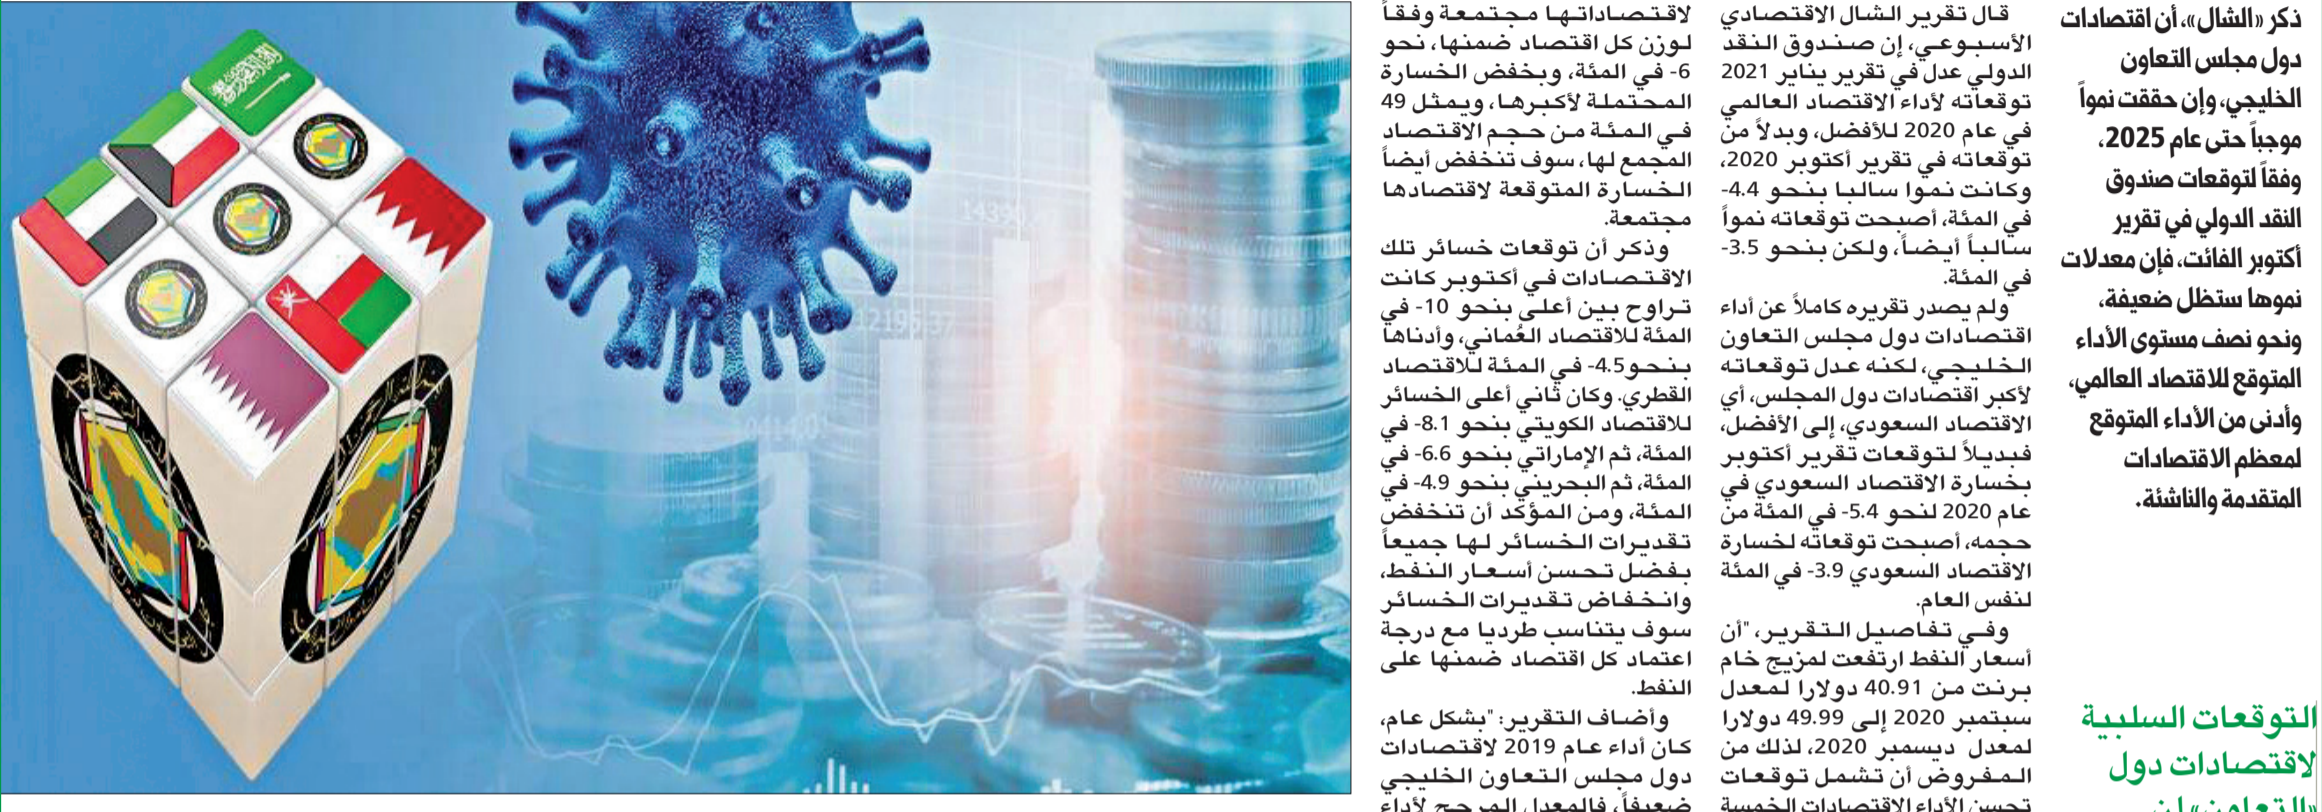 ذكر «الشال»، أن اقتصادات
دول مجلس التعاون
الخليجي، وإن حققت نمواً
موجباً حتى عام 2025،
وفقاً لتوقعات صندوق
النقد الدولي في تقرير
أكتوبر الفائت، فإن معدلات
نموها ستظل ضعيفة،
ونحو نصف مستوى الأداء
المتوقع للاقتصاد العالمي،
وأدنى من الأداء المتوقع
لمعظم الاقتصادات
المتقدمة والناشئة.
التوقعات السلبية
لاقتصادات دول
«التعاون» لن
قال تقرير الشال الاقتصادي
الأسبوعي، إن صندوق النقد
الدولي عدل في تقرير يناير 2021
توقعاته لأداء الاقتصاد العالمي
في عام 2020 للأفضل، وبدلاً من
توقعاته في تقرير أكتوبر 2020،
وكانت نموا سالبا بنحو 4.4-
في المئة، أصبحت توقعاته نمواً
سالباً أيضاً، ولكن بنحو 3.5-
في المئة.
ولم يصدر تقريره كاملاً عن أداء
اقتصادات دول مجلس التعاون
الخليجي، لكنه عدل توقعاته
لأكبر اقتصادات دول المجلس، أي
الاقتصاد السعودي، إلى الأفضل،
فبديلاً لتوقعات تقرير أكتوبر
بخسارة الاقتصاد السعودي في
عام 2020 لنحو 5.4- في المئة من
حجمه، أصبحت توقعاته لخسارة
الاقتصاد السعودي 3.9- في المئة
لنفس العام.
وفي تفاصيل التقرير، "أن
أسعار النفط ارتفعت لمزيج خام
برنت من 40.91 دولارا لمعدل
سبتمبر 2020 إلى 49.99 دولارا
لمعدل ديسمبر 2020، لذلك من
المفروض أن تشمل توقعات
تحسن الأداء الاقتصادات الخمسة
لاقتصاداتها مجتمعة وفقاً
لوزن كل اقتصاد ضمنها، نحو
6- في المئة، وبخفض الخسارة
المحتملة لأكبرها، ويمثل 49
في المئة من حجم الاقتصاد
المجمع لها، سوف تنخفض أيضاً
الخسارة المتوقعة لاقتصادها
مجتمعة.
وذكر أن توقعات خسائر تلك
الاقتصادات في أكتوبر كانت
تراوح بين أعلى بنحو 10- في
المئة للاقتصاد العُماني، وأدناها
بنحو4.5- في المئة للاقتصاد
القطري. وكان ثاني أعلى الخسائر
للاقتصاد الكويتي بنحو 8.1- في
المئة، ثم الإماراتي بنحو 6.6- في
المئة، ثم البحريني بنحو 4.9- في
المئة، ومن المؤكد أن تنخفض
تقديرات الخسائر لها جميعاً
بفضل تحسن أسعار النفط،
وانخفاض تقديرات الخسائر
سوف يتناسب طرديا مع درجة
اعتماد كل اقتصاد ضمنها على
النفط.
وأضاف التقرير: "بشكل عام،
كان أداء عام 2019 لاقتصادات
دول مجلس التعاون الخليجي
ضعيفاً، فالمعدل المرجح لأداء
12195.37